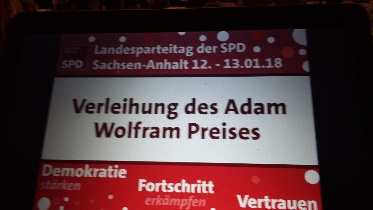 Landesparteitag der SPD
SPD Sachsen-Anhalt 12. - 13.01.18
Verleihung des Adam
Wolfram Preises
Demokratie
stärken
Fortschritt
erkämpfen
Vertrauen